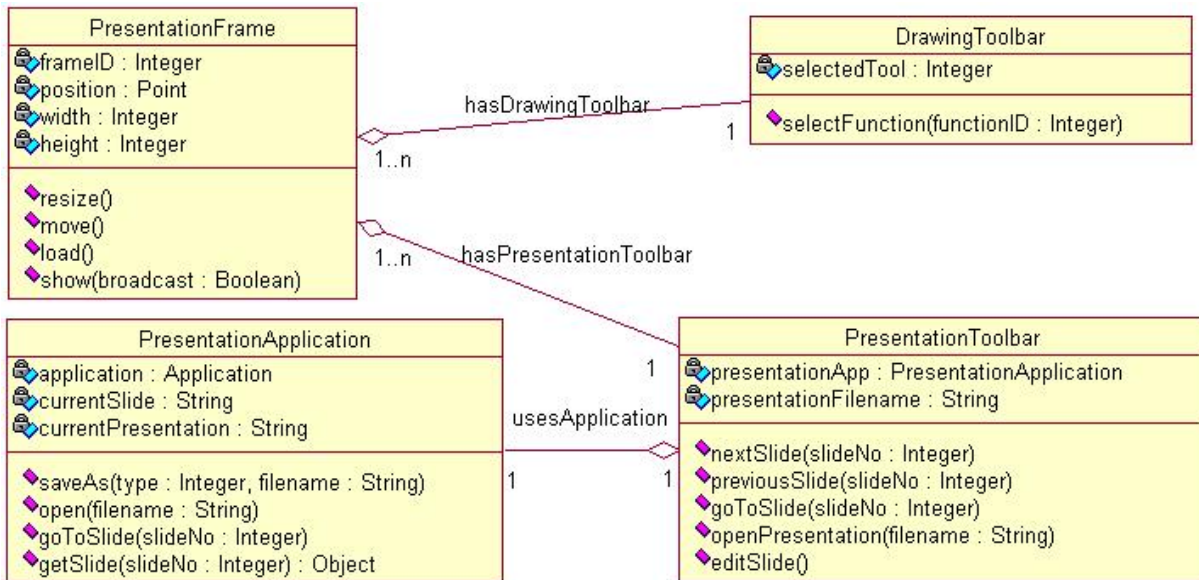 PresentationFrame
frameID : Integer
position : Point
width : Integer
height : Integer
resize()
move()
load()
show(broadcast : Boolean)
hasDrawingToolbar
1..n
1
DrawingToolbar
selectedTool : Integer
selectFunction(functionID : Integer)
1..n
hasPresentationToolbar
1
PresentationApplication
application : Application
currentSlide : String
currentPresentation : String
saveAs(type : Integer, filename : String)
open(filename : String)
goToSlide(slideNo : Integer)
getSlide(slideNo : Integer) : Object
usesApplication
1
1
PresentationToolbar
presentationApp : PresentationApplication
presentationFilename : String
nextSlide(slideNo : Integer)
previousSlide(slideNo : Integer)
goToSlide(slideNo : Integer)
openPresentation(filename : String)
editSlide()